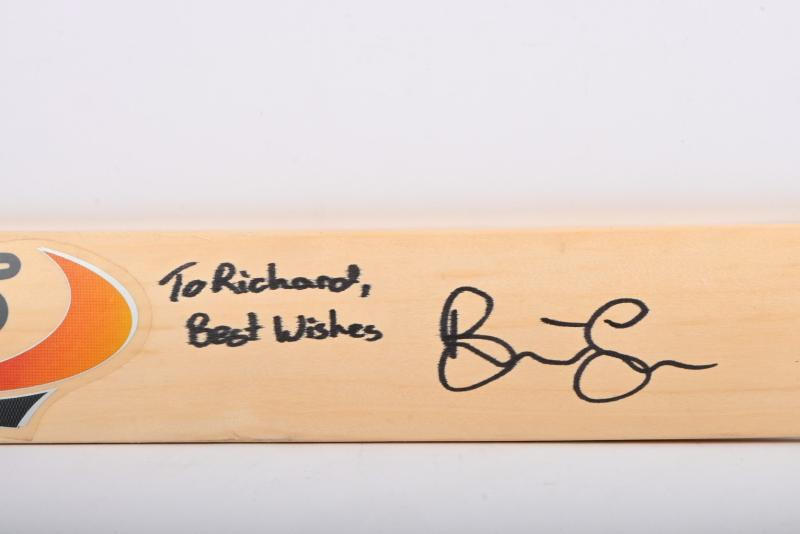 To Richard,
Best Wishes